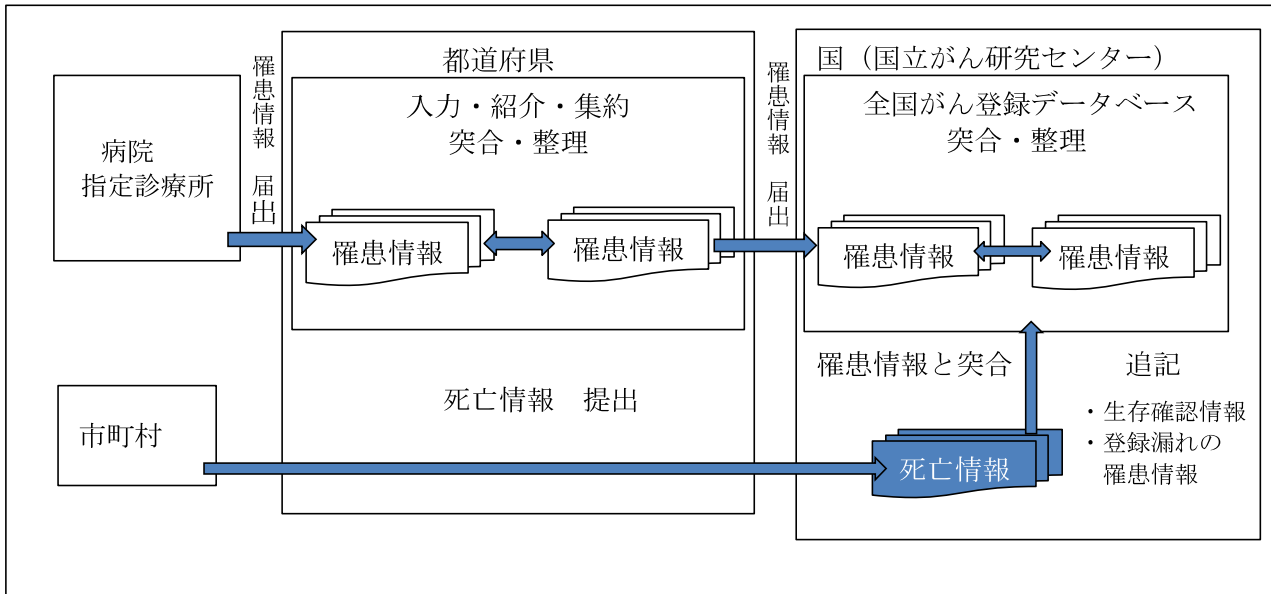 病院
指定診療所
罹患情報　届出
都道府県
入力・紹介・集約
突合・整理
罹患情報
罹患情報
罹患情報　届出
国（国立がん研究センター）
全国がん登録データベース
突合・整理
罹患情報
罹患情報
市町村
死亡情報　提出
死亡情報
罹患情報と突合
追記
・生存確認情報
・登録漏れの
罹患情報